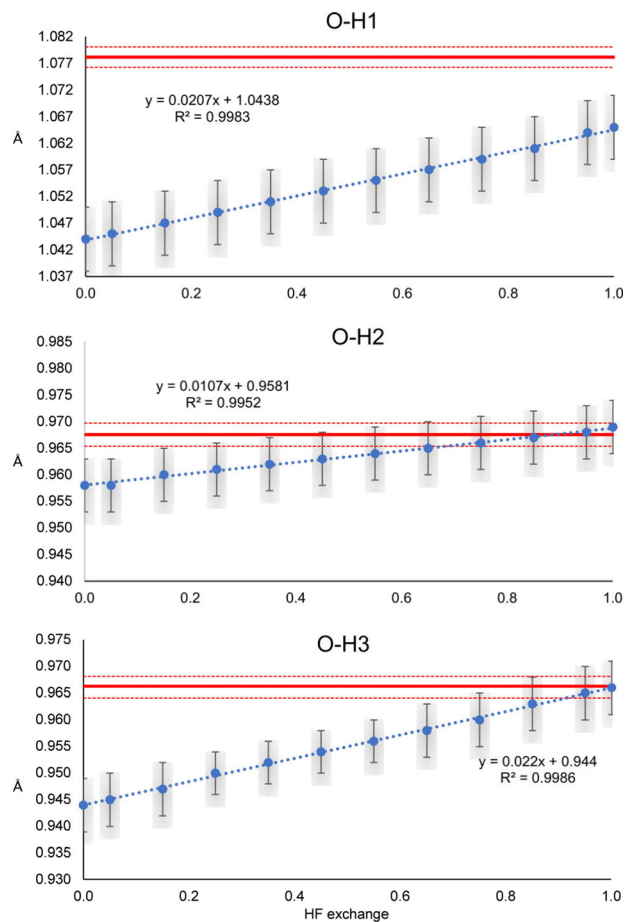 O-H1
1.082
1.077
1.072
1.067
1.062
1.057
1.052
1.047
1.042
1.037
Å
y = 0.0207x + 1.0438
R² = 0.9983
0.0 0.2 0.4 0.6 0.8 1.0
O-H2
0.985
0.980
0.975
0.970
0.965
0.960
0.955
0.950
0.945
0.940
Å
y = 0.0107x + 0.9581
R² = 0.9952
0.0 0.2 0.4 0.6 0.8 1.0
O-H3
0.975
0.970
0.965
0.960
0.955
0.950
0.945
0.940
0.935
0.930
Å
y = 0.022x + 0.944
R² = 0.9986
0.0 0.2 0.4 0.6 0.8 1.0
HF exchange